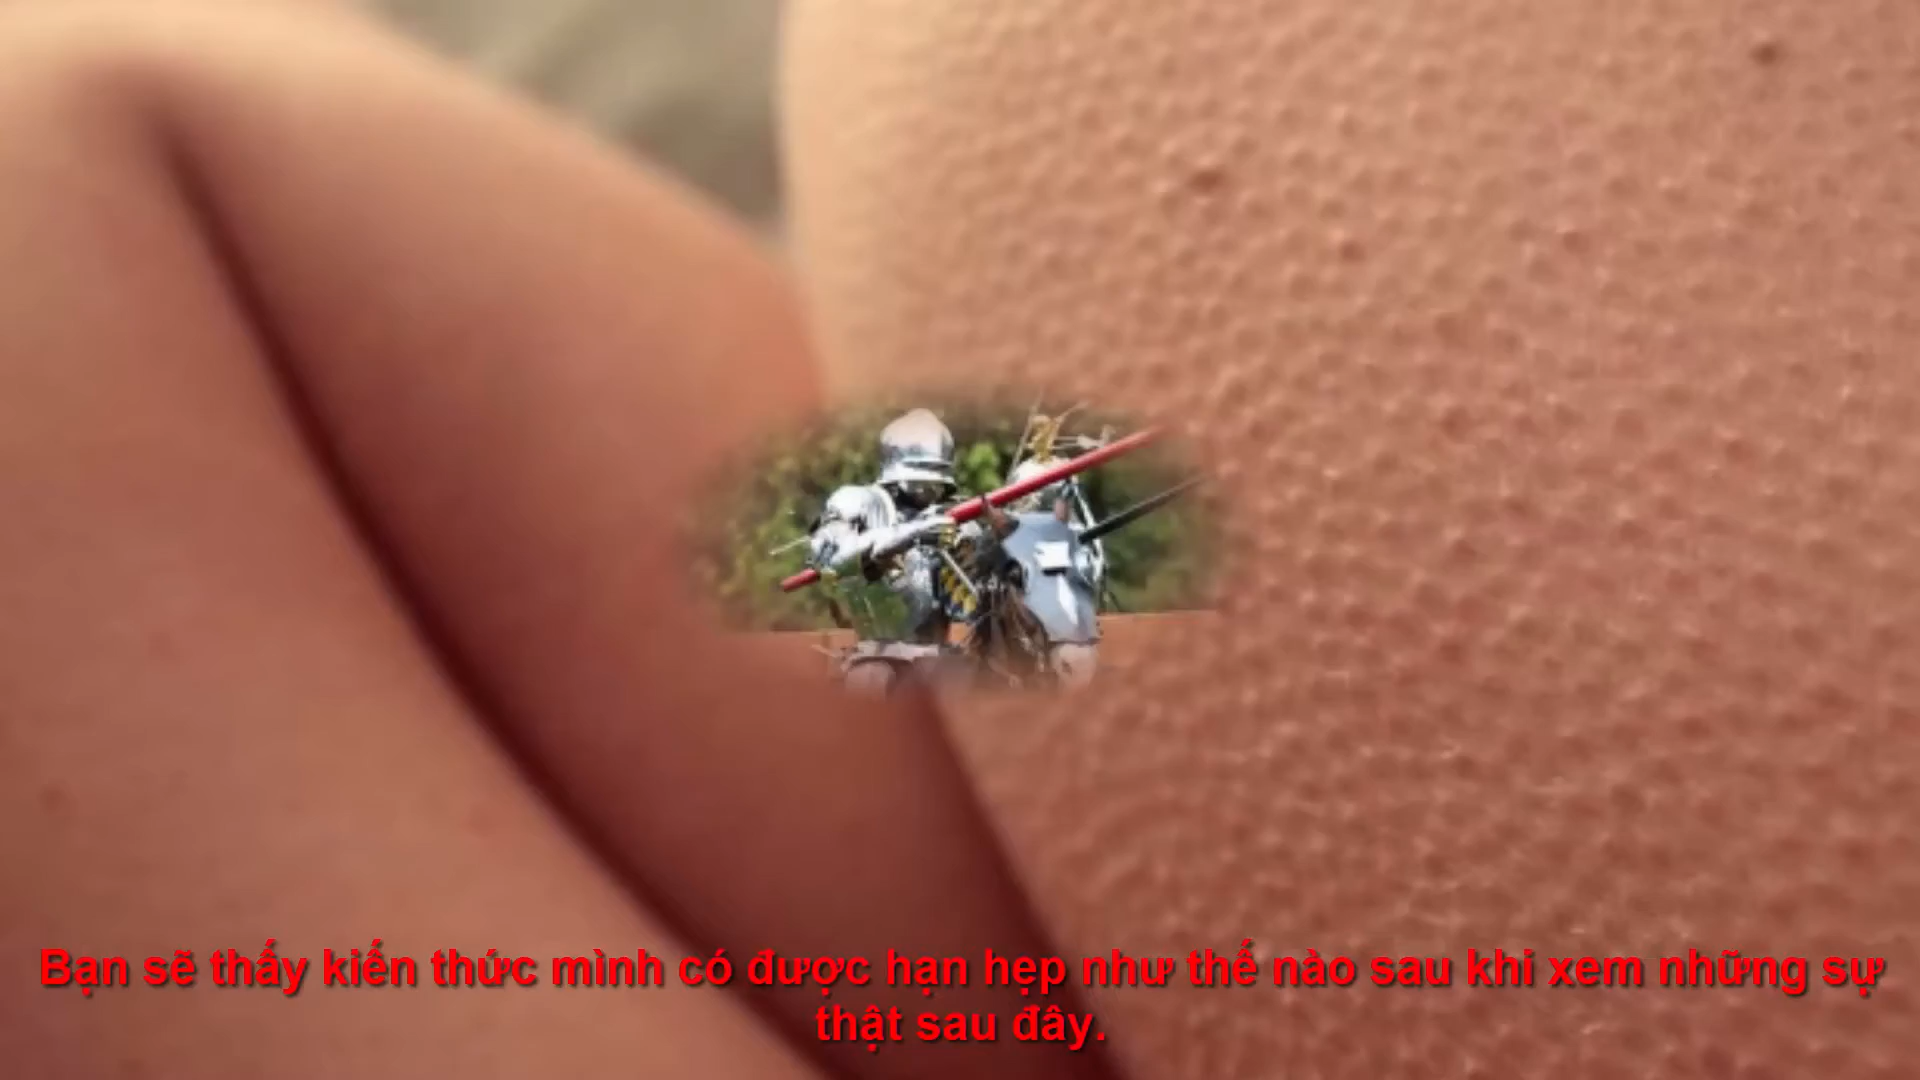 Bạn sẽ thấy kiến thức mình có được hạn hẹp như thế nào sau khi xem những sự
thật sau đây.